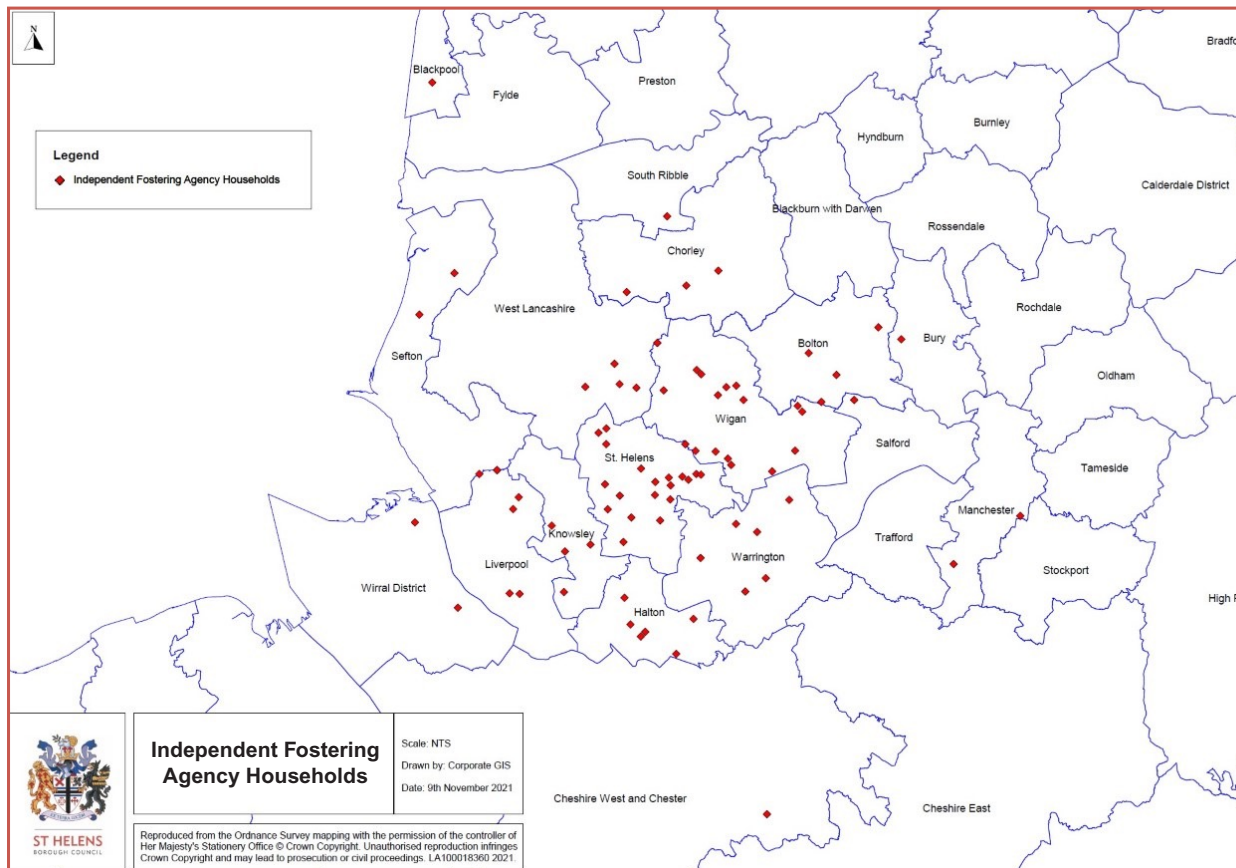 N
Bradfo
Blackpool
Preston
Fylde
Burnley
Hyndburn
Legend
Independent Fostering Agency Households
South Ribble
Calderdale District
Blackburn with Darwen
Rossendale
Chorley
West Lancashire
Rochdale
Bolton
Bury
Sefton
Oldham
Wigan
Salford
St. Helens
Tameside
Manchester
Knowsley
Trafford
Warrington
Liverpool
Stockport
Wirral District
High P
Halton
Independent Fostering
Agency Households
Scale: NTS
Drawn by: Corporate GIS
Date: 9th November 2021
Cheshire West and Chester
Cheshire East
ST HELENS
BOROUGH COUNCIL
Reproduced from the Ordnance Survey mapping with the permission of the controller of
Her Majesty's Stationery Office © Crown Copyright. Unauthorised reproduction infringes
Crown Copyright and may lead to prosecution or civil proceedings. LA100018360 2021.